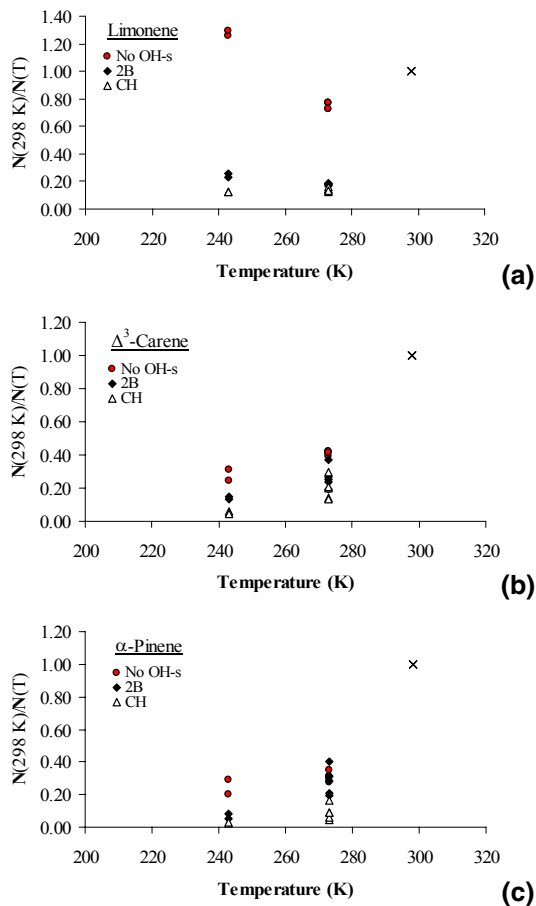 1.40
Limonene
1.20
No OH-s
1.00
2B
CH
0.80
0.60
0.40
0.20
0.00
N(298 K)/N(T)
200 220 240 260 280 300 320
Temperature (K)
(a)
1.20
Δ³-Carene
1.00
No OH-s
2B
0.80
CH
0.60
0.40
0.20
0.00
N(298 K)/N(T)
200 220 240 260 280 300 320
Temperature (K)
(b)
1.20
α-Pinene
1.00
No OH-s
2B
0.80
CH
0.60
0.40
0.20
0.00
N(298 K)/N(T)
200 220 240 260 280 300 320
Temperature (K)
(c)